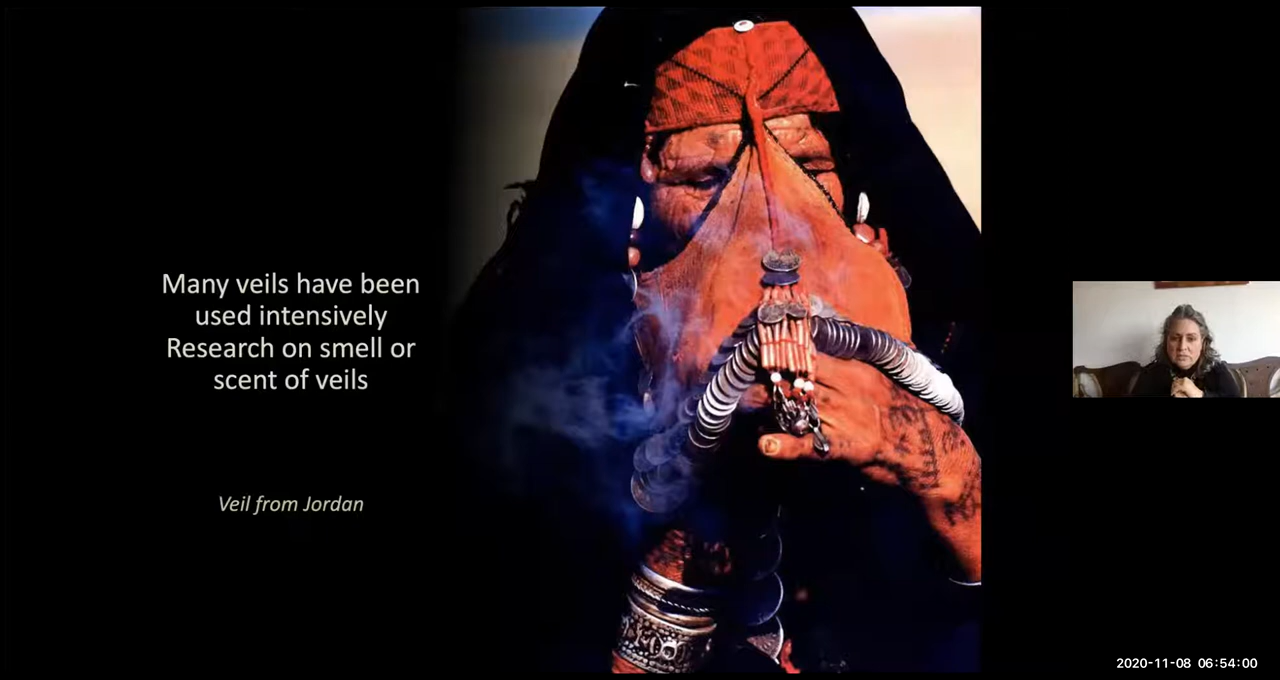 Many veils have been
used intensively
Research on smell or
scent of veils
Veil from Jordan
2020-11-08 06:54:00